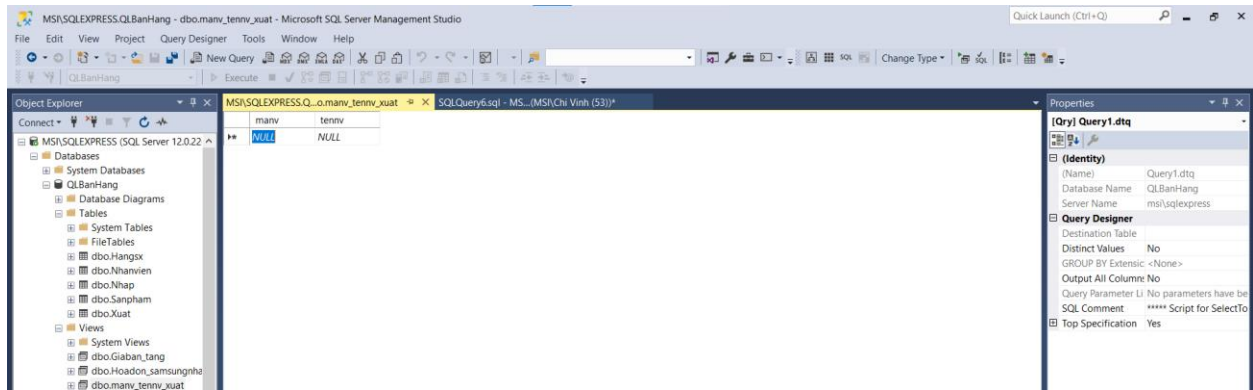 MSI\SQLEXPRESS.QLBanHang - dbo.manv_tennv_xuat - Microsoft SQL Server Management Studio
Quick Launch (Ctrl+Q)
File Edit View Project Query Designer Tools Window Help
New Query
Change Type
QLBanHang
Execute
Object Explorer
Connect
MSI\SQLEXPRESS (SQL Server 12.0.22
Databases
System Databases
QLBanHang
Database Diagrams
Tables
System Tables
FileTables
dbo.Hangsx
dbo.Nhanvien
dbo.Nhap
dbo.Sanpham
dbo.Xuat
Views
System Views
dbo.Giaban_tang
dbo.Hoadon_samsungnha
dbo.manv_tennv_xuat
MSI\SQLEXPRESS.Q...o.manv_tennv_xuat
SQLQuery6.sql - MS...(MSI\Chi Vinh (53))*
manv tennv
NULL NULL
Properties
[Qry] Query1.dtq
(Identity)
(Name) Query1.dtq
Database Name QLBanHang
Server Name msi\sqlexpress
Query Designer
Destination Table
Distinct Values No
GROUP BY Extensic <None>
Output All Column: No
Query Parameter Li No parameters have be
SQL Comment ***** Script for SelectTo
Top Specification Yes